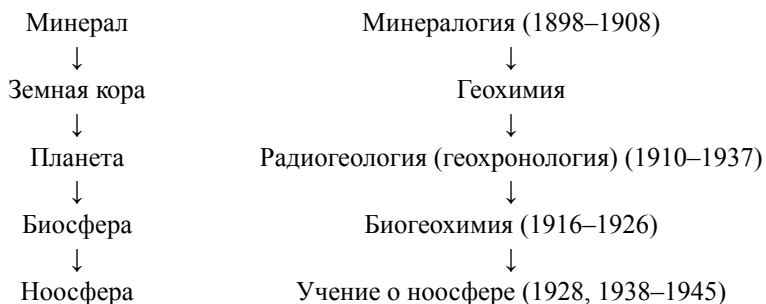 Минерал Минералогия (1898–1908)
↓ ↓
Земная кора Геохимия
↓ ↓
Планета Радиогеология (геохронология) (1910–1937)
↓ ↓
Биосфера Биогеохимия (1916–1926)
↓ ↓
Ноосфера Учение о ноосфере (1928, 1938–1945)